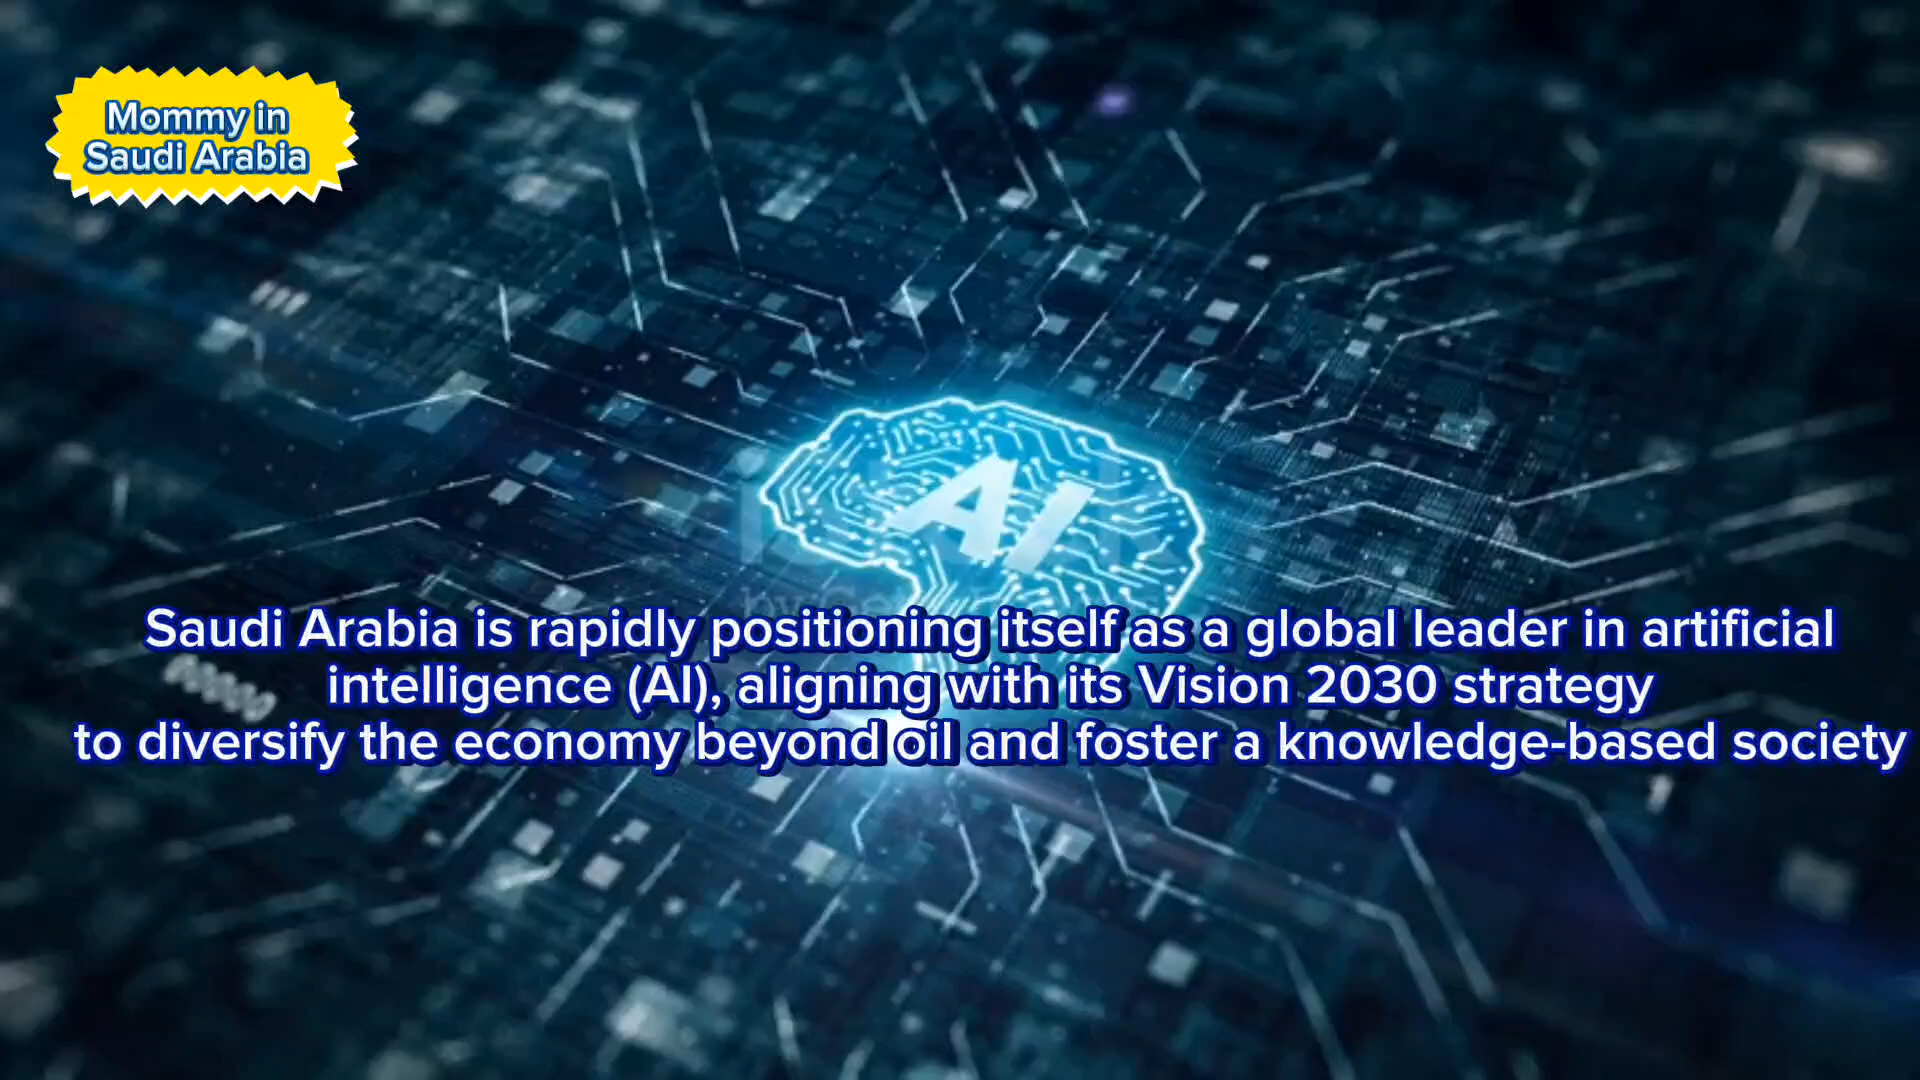 Mommy in
Saudi Arabia
AI
Saudi Arabia is rapidly positioning itself as a global leader in artificial
intelligence (AI), aligning with its Vision 2030 strategy
to diversify the economy beyond oil and foster a knowledge-based society